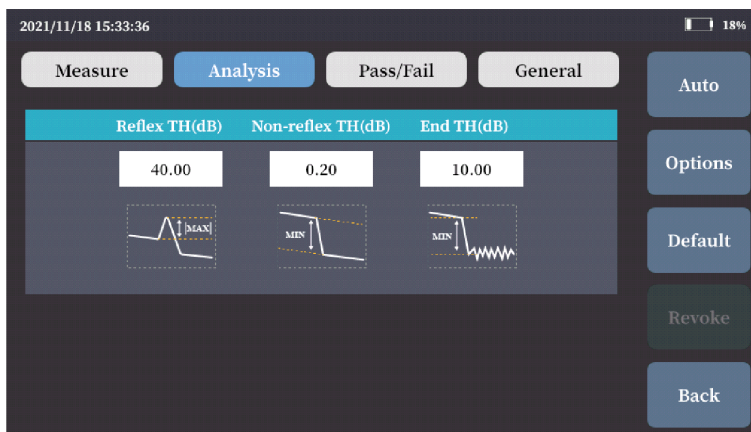 2021/11/18 15:33:36
18%
Measure
Analysis
Pass/Fail
General
Auto
Reflex TH(dB)
Non-reflex TH(dB)
End TH(dB)
40.00
0.20
10.00
Options
|MAX|
MIN
MIN
Default
Revoke
Back